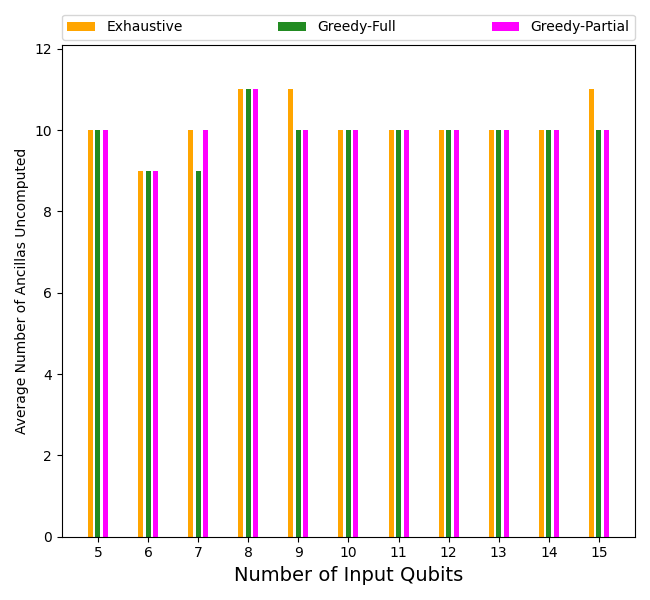 Exhaustive Greedy-Full Greedy-Partial
12
10
8
6
4
2
0
Average Number of Ancillas Uncomputed
5 6 7 8 9 10 11 12 13 14 15
Number of Input Qubits